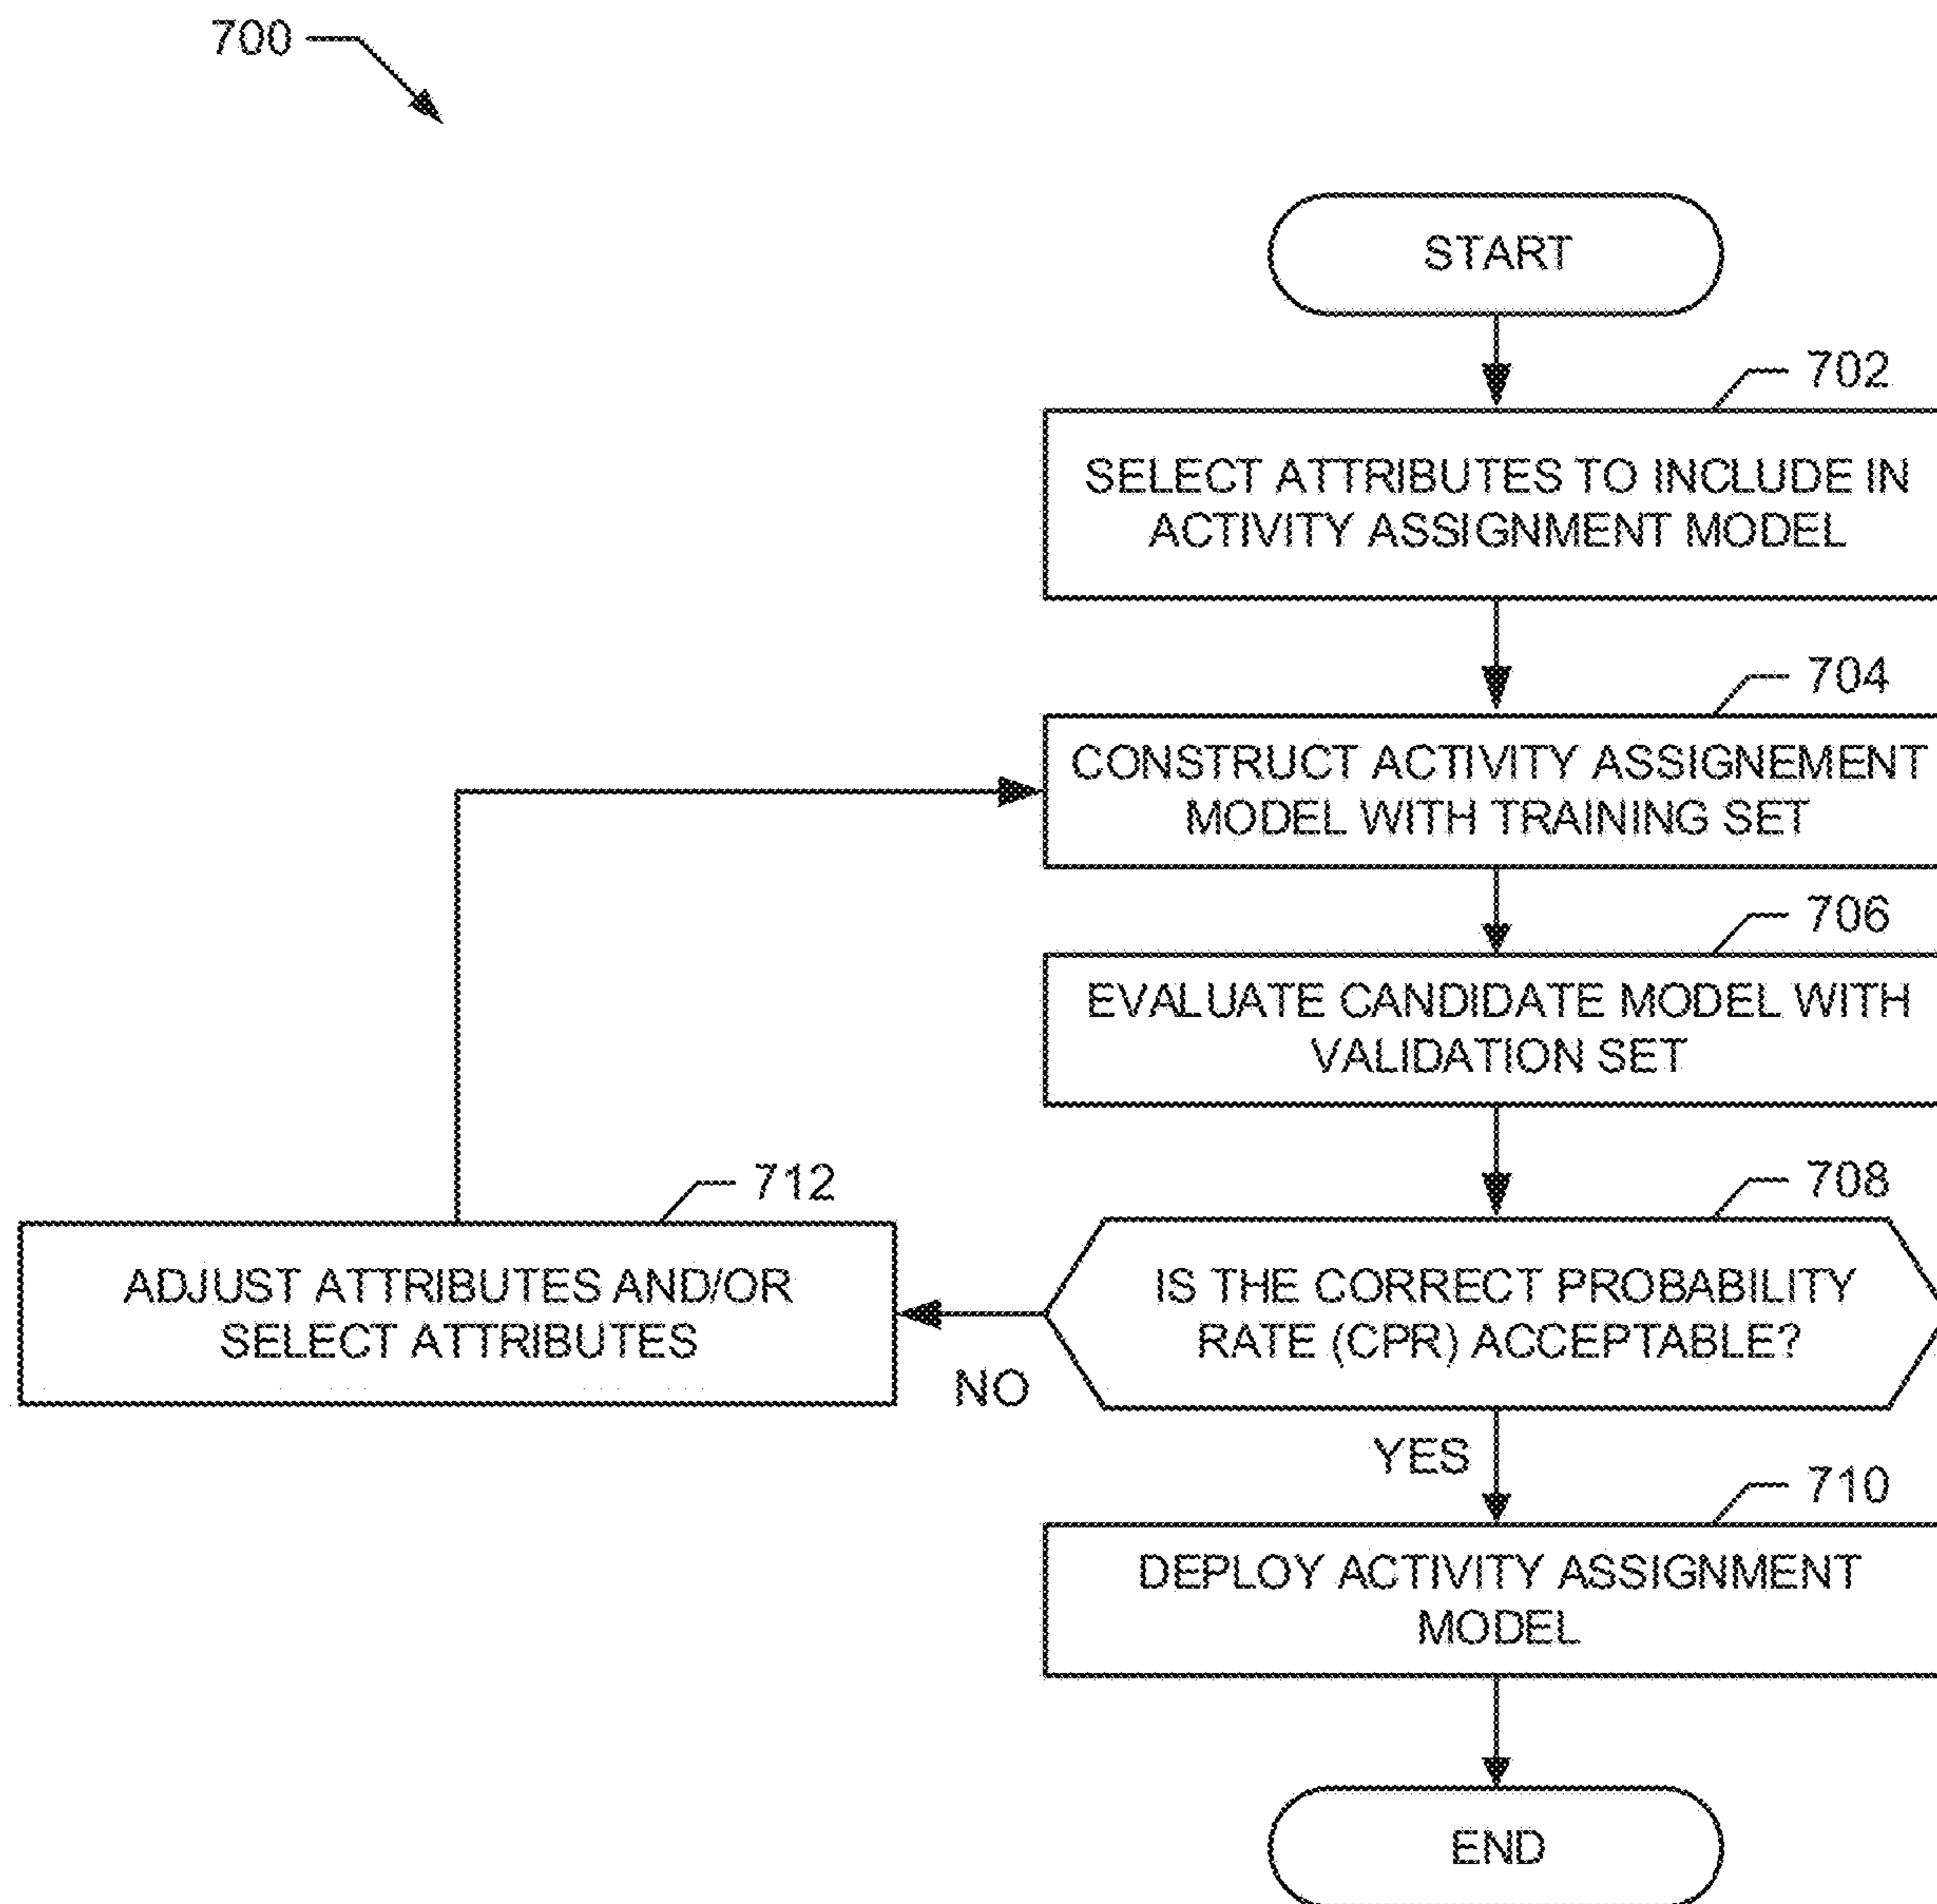 700
START
702
SELECT ATTRIBUTES TO INCLUDE IN
ACTIVITY ASSIGNMENT MODEL
704
CONSTRUCT ACTIVITY ASSIGNEMENT
MODEL WITH TRAINING SET
706
EVALUATE CANDIDATE MODEL WITH
VALIDATION SET
708
IS THE CORRECT PROBABILITY
RATE (CPR) ACCEPTABLE?
712
ADJUST ATTRIBUTES AND/OR
SELECT ATTRIBUTES
NO
YES
710
DEPLOY ACTIVITY ASSIGNMENT
MODEL
END